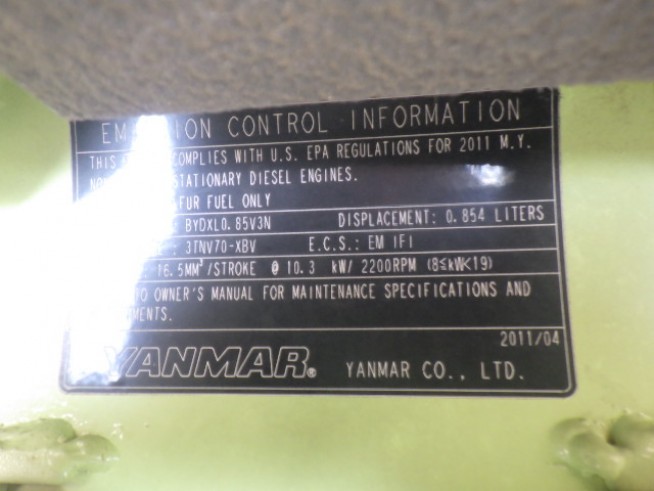 EM ION CONTROL INFORMATION
THIS COMPLIES WITH U.S. EPA REGULATIONS FOR 2011 M.Y.
STATIONARY DIESEL ENGINES.
FUR FUEL ONLY
BYDXL0.85V3N DISPLACEMENT: 0.854 LITERS
: 3TNV70-XBV E.C.S.: EM IFI
16.5MM³/STROKE @ 10.3 kW/ 2200RPM (8≤kW<19)
TO OWNER'S MANUAL FOR MAINTENANCE SPECIFICATIONS AND
MENTS.
2011/04
YANMAR® YANMAR CO., LTD.